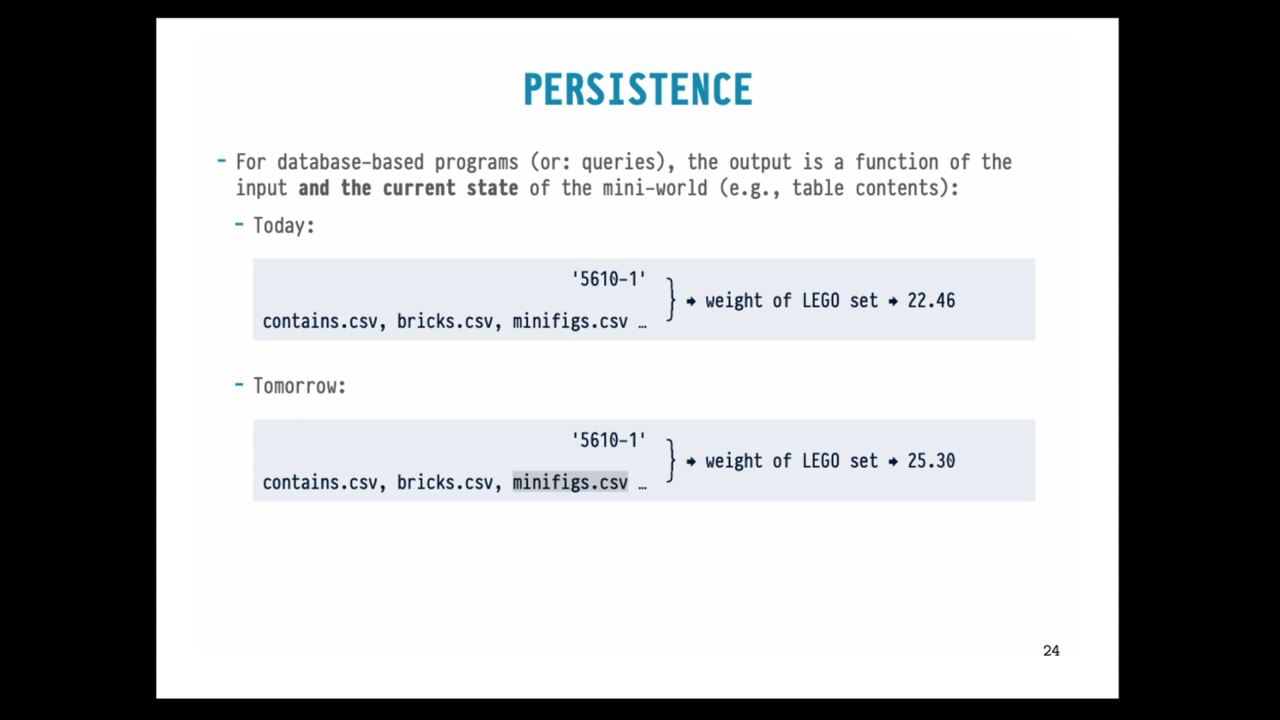 PERSISTENCE
- For database-based programs (or: queries), the output is a function of the
input and the current state of the mini-world (e.g., table contents):
- Today:
'5610-1'
} → weight of LEGO set → 22.46
contains.csv, bricks.csv, minifigs.csv …
- Tomorrow:
'5610-1'
} → weight of LEGO set → 25.30
contains.csv, bricks.csv, minifigs.csv …
24